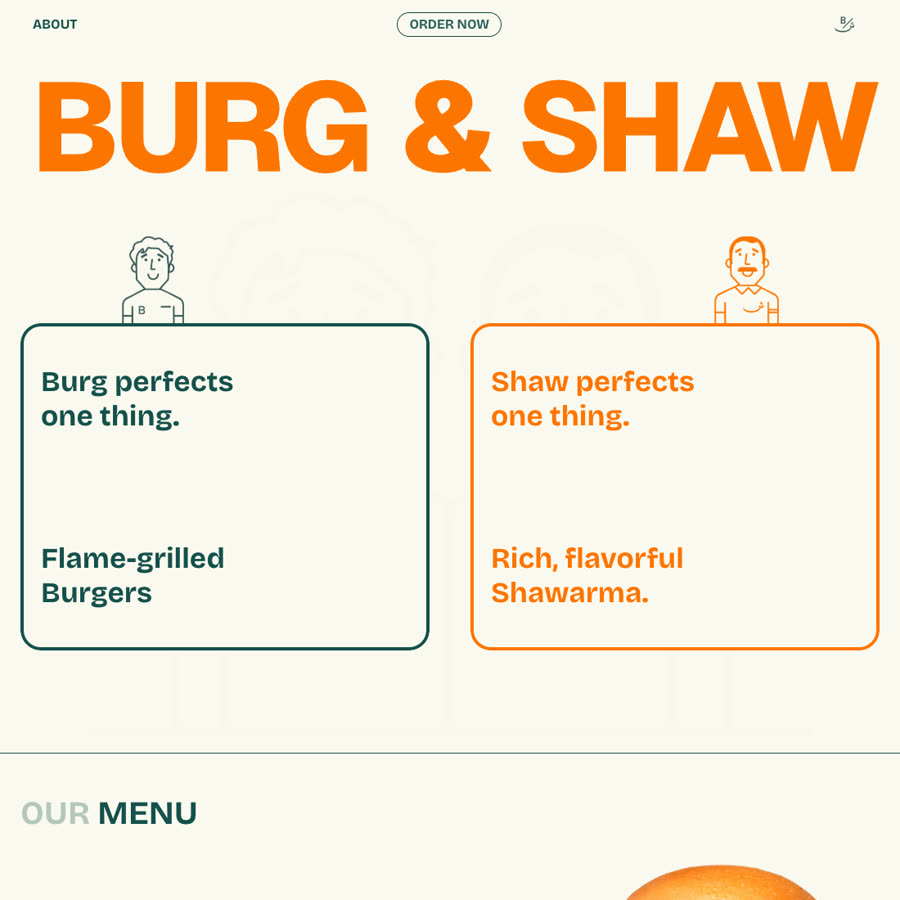 ABOUT
ORDER NOW
B
BURG & SHAW
B
Burg perfects
one thing.
Flame-grilled
Burgers
Shaw perfects
one thing.
Rich, flavorful
Shawarma.
OUR MENU